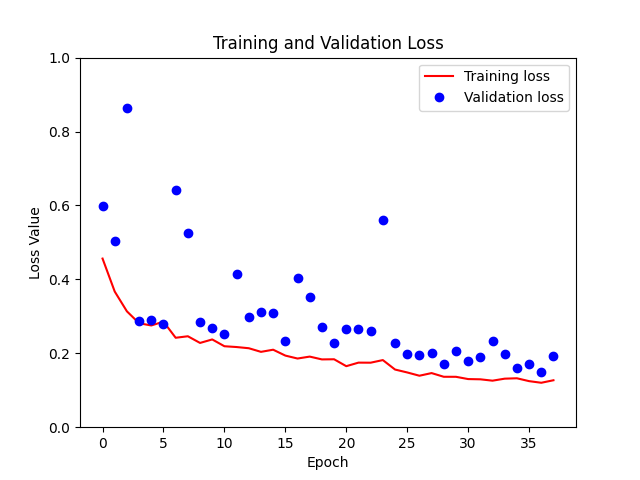 Training and Validation Loss
Training loss
Validation loss
1.0
0.8
0.6
0.4
0.2
0.0
Loss Value
0 5 10 15 20 25 30 35
Epoch